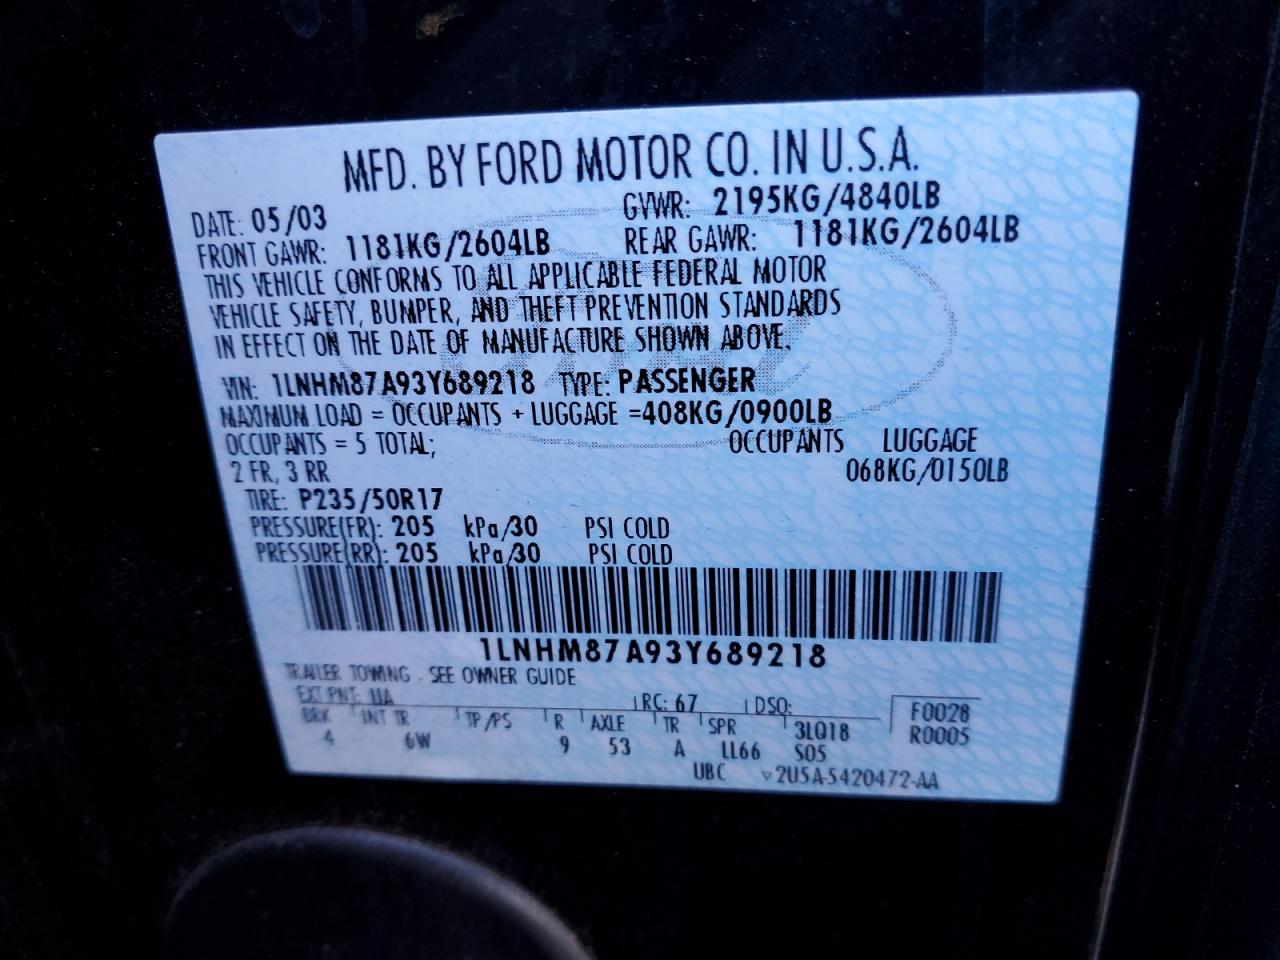 MFD. BY FORD MOTOR CO. IN U.S.A.
DATE: 05/03 GVWR: 2195KG/4840LB
FRONT GAWR: 1181KG/2604LB REAR GAWR: 1181KG/2604LB
THIS VEHICLE CONFORMS TO ALL APPLICABLE FEDERAL MOTOR
VEHICLE SAFETY, BUMPER, AND THEFT PREVENTION STANDARDS
IN EFFECT ON THE DATE OF MANUFACTURE SHOWN ABOVE.
VIN: 1LNHM87A93Y689218 TYPE: PASSENGER
MAXIMUM LOAD = OCCUPANTS + LUGGAGE =408KG/0900LB
OCCUPANTS = 5 TOTAL; OCCUPANTS LUGGAGE
2 FR, 3 RR 068KG/0150LB
TIRE: P235/50R17
PRESSURE(FR): 205 kPa/30 PSI COLD
PRESSURE(RR): 205 kPa/30 PSI COLD
1LNHM87A93Y689218
TRAILER TOWING - SEE OWNER GUIDE
EXT PNT: UA RC: 67 DSO: F0028
BRK INT TR TP/PS R AXLE TR SPR 3LQ18 R0005
4 6W 9 53 A LL66 S05
UBC 2U5A-5420472-AA